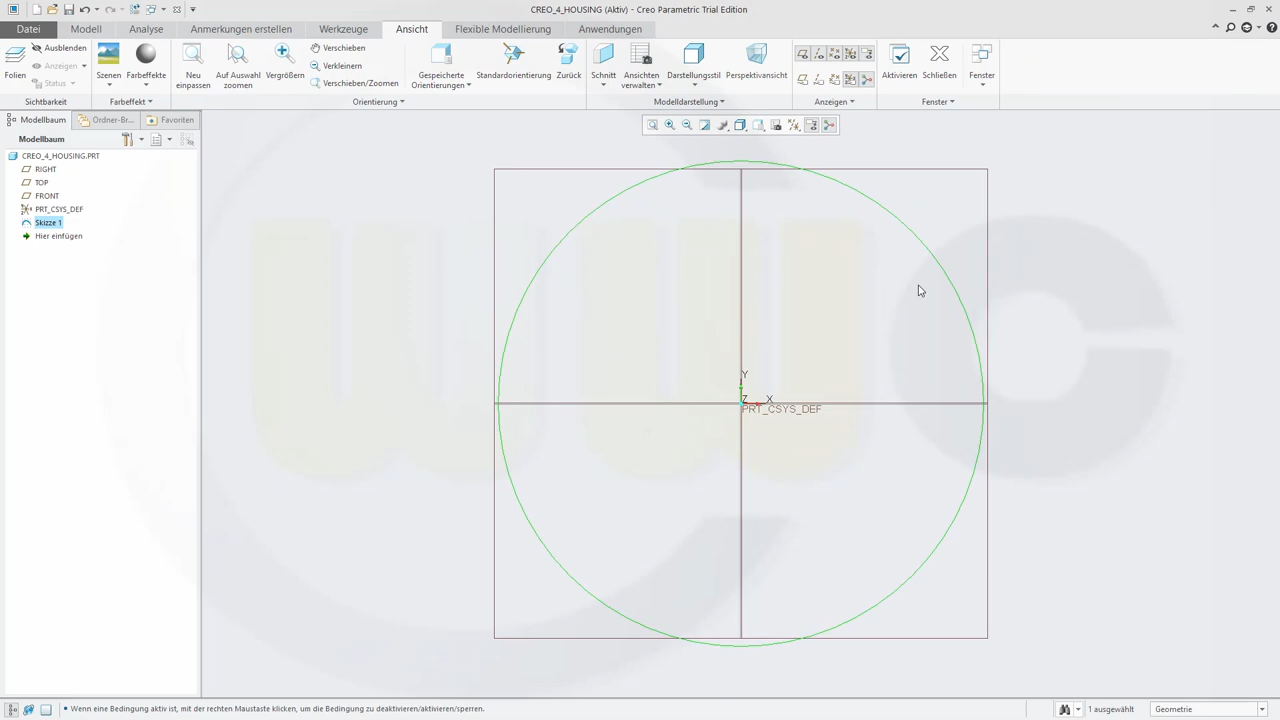 CREO_4_HOUSING (Aktiv) - Creo Parametric Trial Edition
Datei Modell Analyse Anmerkungen erstellen Werkzeuge Ansicht Flexible Modellierung Anwendungen
Folien
Ausblenden
Anzeigen
Status
Sichtbarkeit
Szenen
Farbeffekte
Farbeffekt
Neu einpassen
Auf Auswahl zoomen
Vergrößern
Verschieben
Verkleinern
Verschieben/Zoomen
Gespeicherte Orientierungen
Standardorientierung
Zurück
Orientierung
Schnitt
Ansichten verwalten
Darstellungsstil
Perspektivansicht
Modelldarstellung
Anzeigen
Aktivieren
Schließen
Fenster
Fenster
Modellbaum Ordner-Br... Favoriten
Modellbaum
CREO_4_HOUSING.PRT
RIGHT
TOP
FRONT
PRT_CSYS_DEF
Skizze 1
Hier einfügen
Y
Z X
PRT_CSYS_DEF
wuc
Wenn eine Bedingung aktiv ist, mit der rechten Maustaste klicken, um die Bedingung zu deaktivieren/aktivieren/sperren.
1 ausgewählt
Geometrie